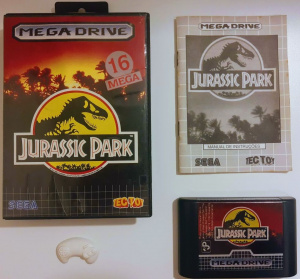 MEGA DRIVE
16
MEGA
JURASSIC PARK
SEGA
TECTOY
MEGA DRIVE
JURASSIC PARK
MANUAL DE INSTRUÇÕES
SEGA
TECTOY
JURASSIC PARK
MEGA DRIVE